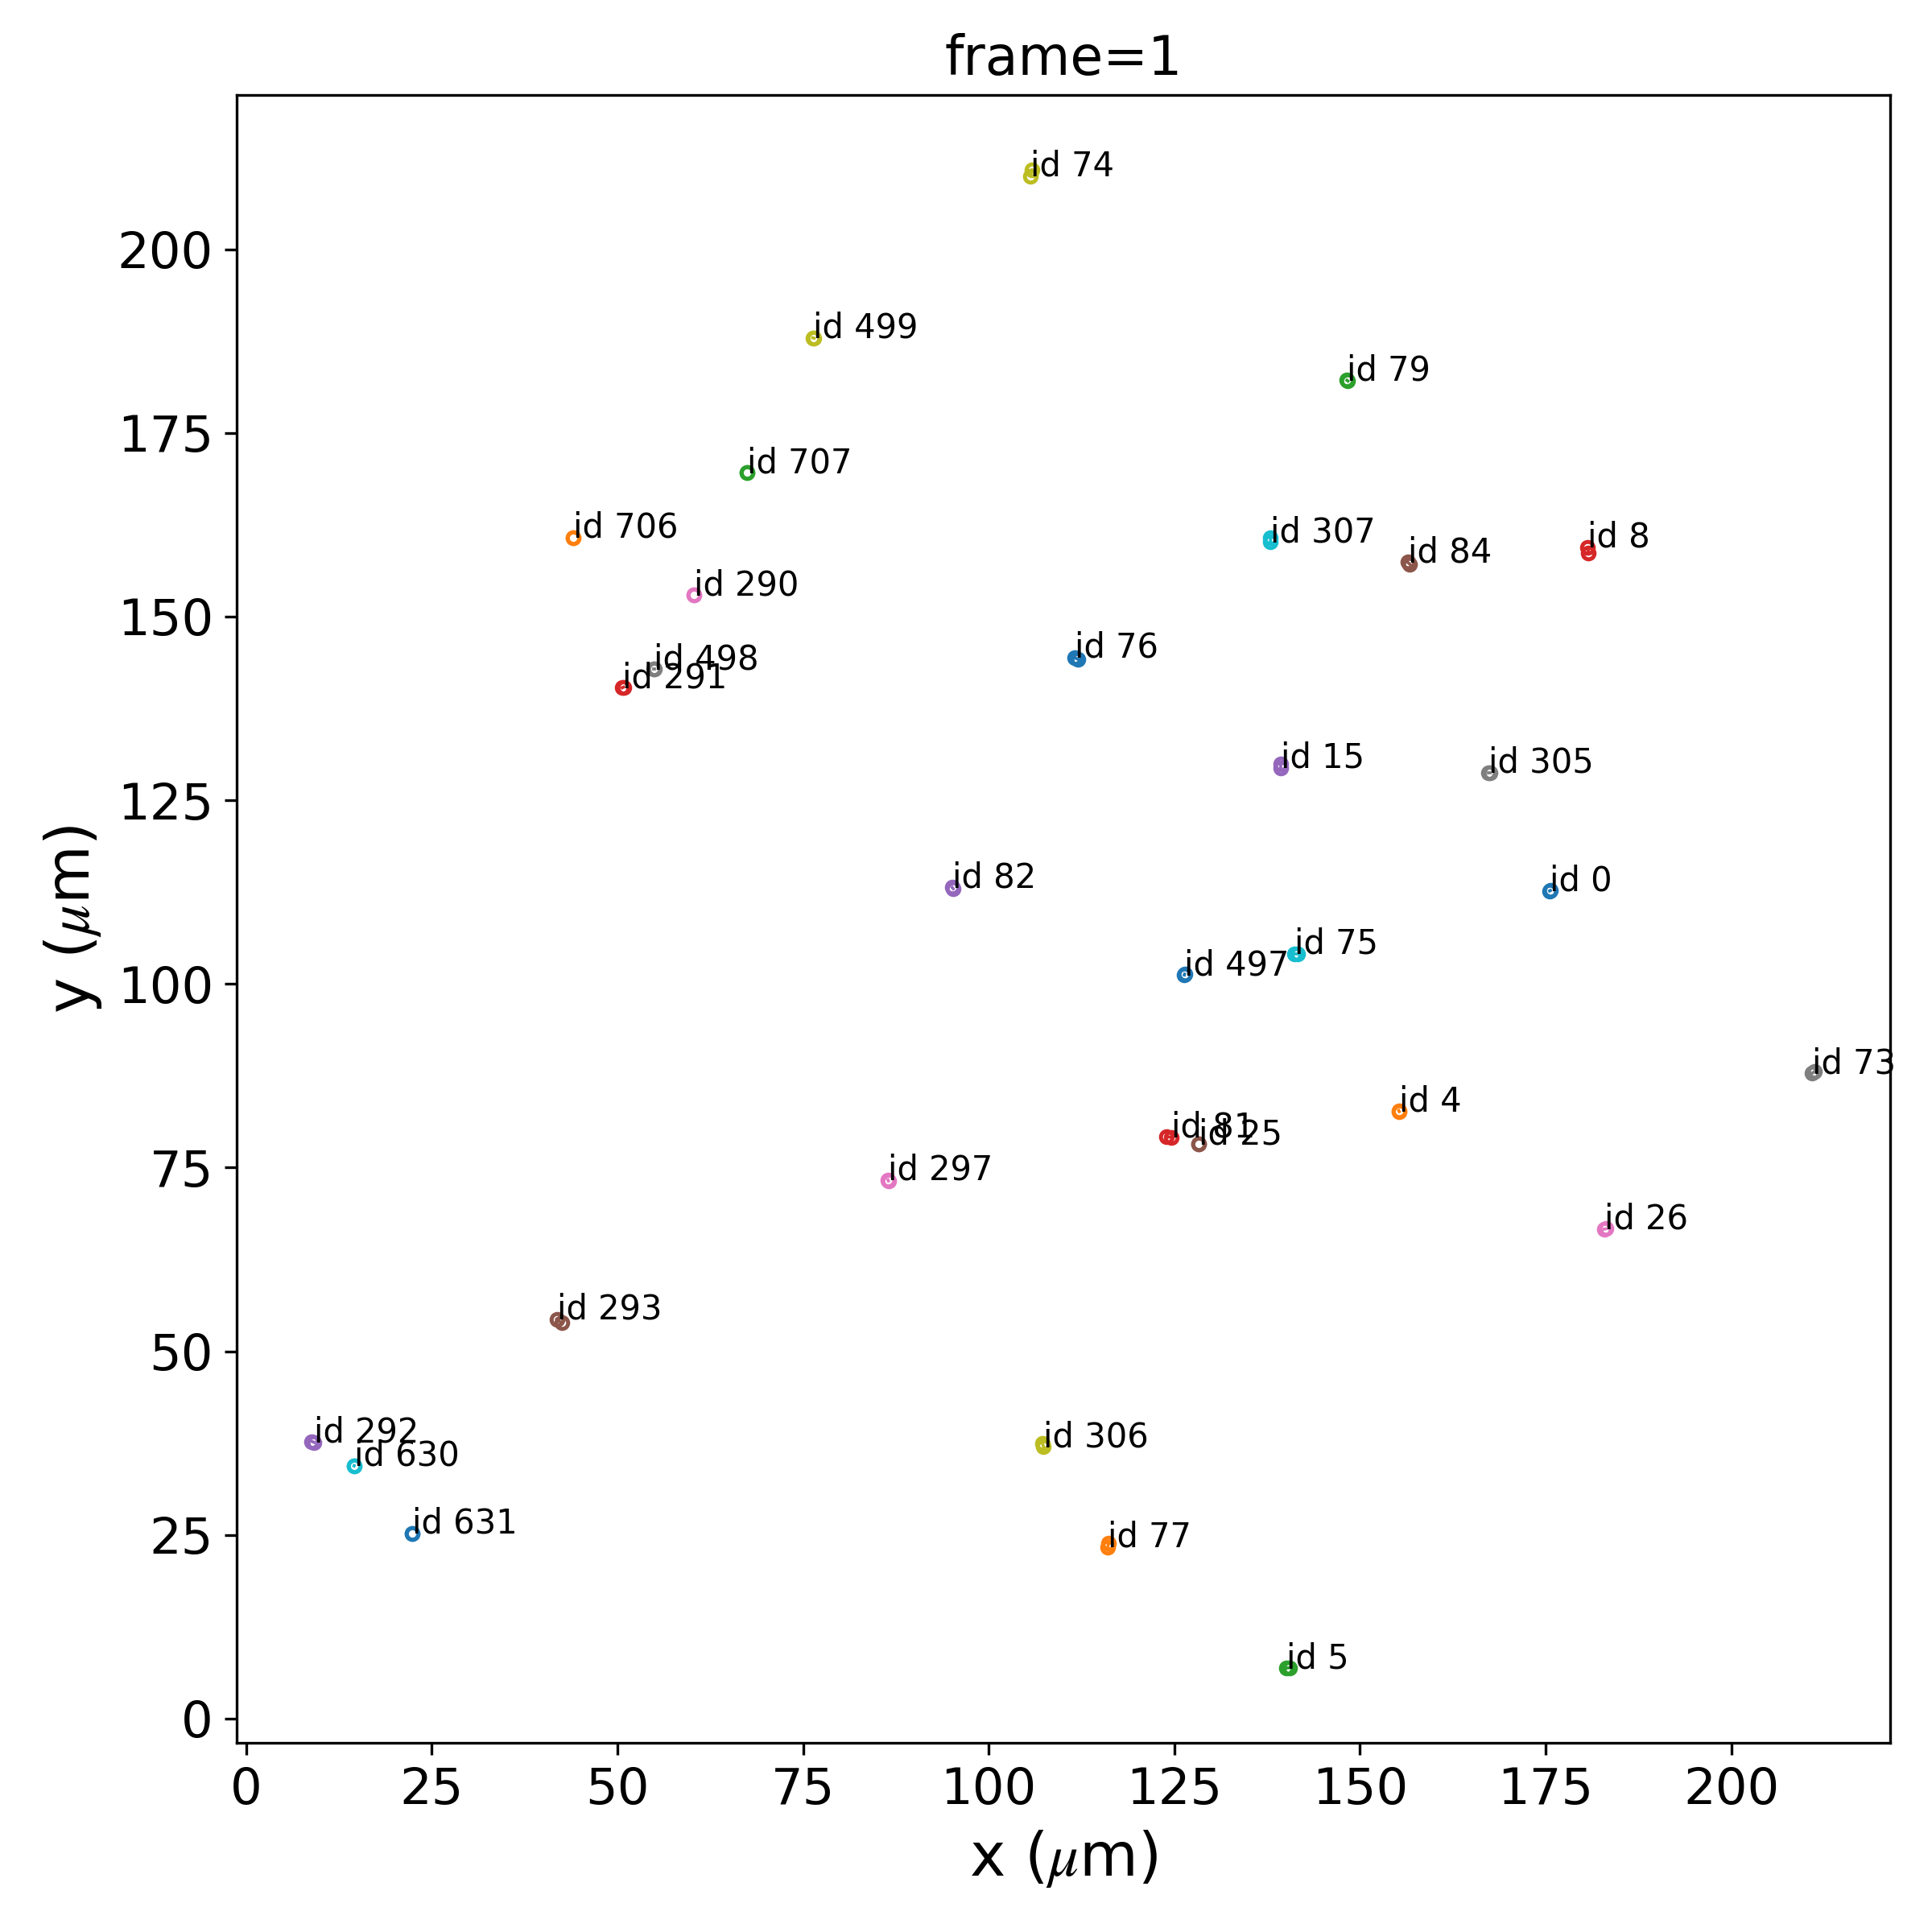 frame=1
id 74
200
id 499
id 79
175
id 707
id 706
id 307
id 84
id 8
id 290
150
id 498
id 291
id 76
id 15
id 305
125
id 82
id 0
id 75
id 497
100
y (μm)
id 73
id 4
id 81
id 25
75
id 297
id 26
id 293
50
id 292
id 630
id 306
id 631
25
id 77
id 5
0
0 25 50 75 100 125 150 175 200
x (μm)